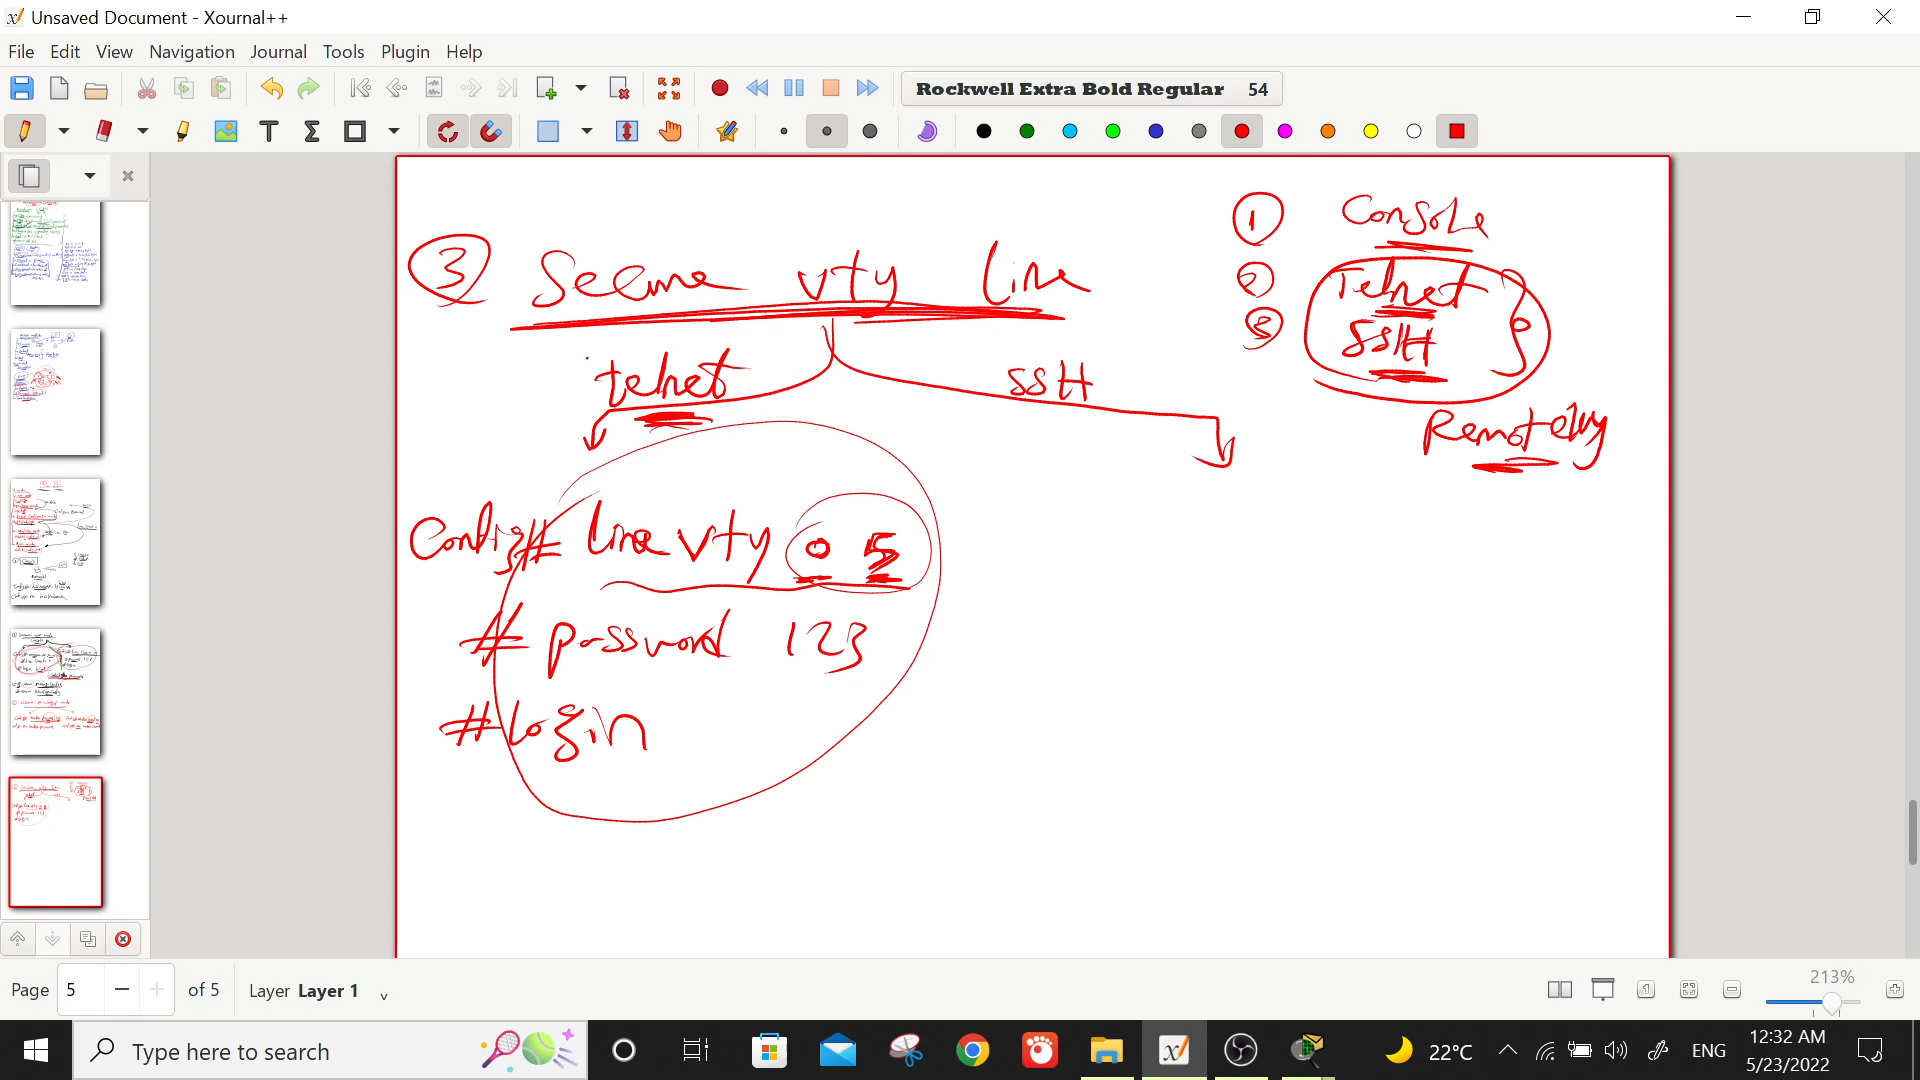 Unsaved Document - Xournal++
File Edit View Navigation Journal Tools Plugin Help
Rockwell Extra Bold Regular 54
① Console
③ Secure vty line
② Telnet
③ SSH
telnet SSH
Remotely
Config# line vty 0 5
# password 123
# login
Page 5 of 5 Layer Layer 1
213%
Type here to search
22°C ENG 12:32 AM
5/23/2022